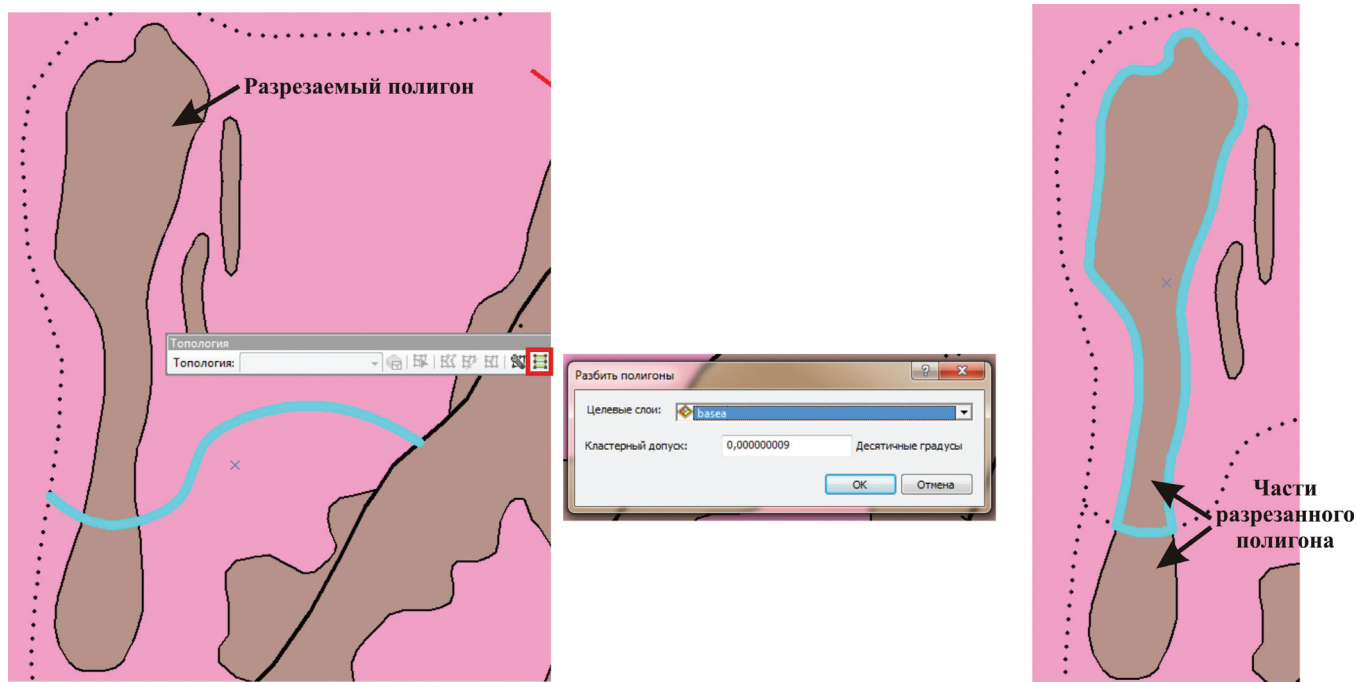 Разрезаемый полигон
Топология
Топология:
Разбить полигоны
Целевые слои: basea
Кластерный допуск: 0,000000009 Десятичные градусы
OK Отмена
Части
разрезанного
полигона